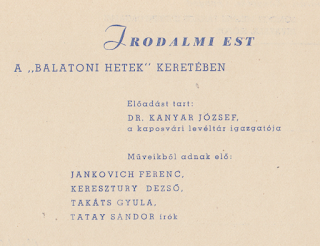 IRODALMI EST
A „BALATONI HETEK" KERETÉBEN
Előadást tart:
DR. KANYAR JÓZSEF,
a kaposvári levéltár igazgatója
Műveikből adnak elő:
JANKOVICH FERENC,
KERESZTURY DEZSŐ,
TAKÁTS GYULA,
TATAY SÁNDOR írók